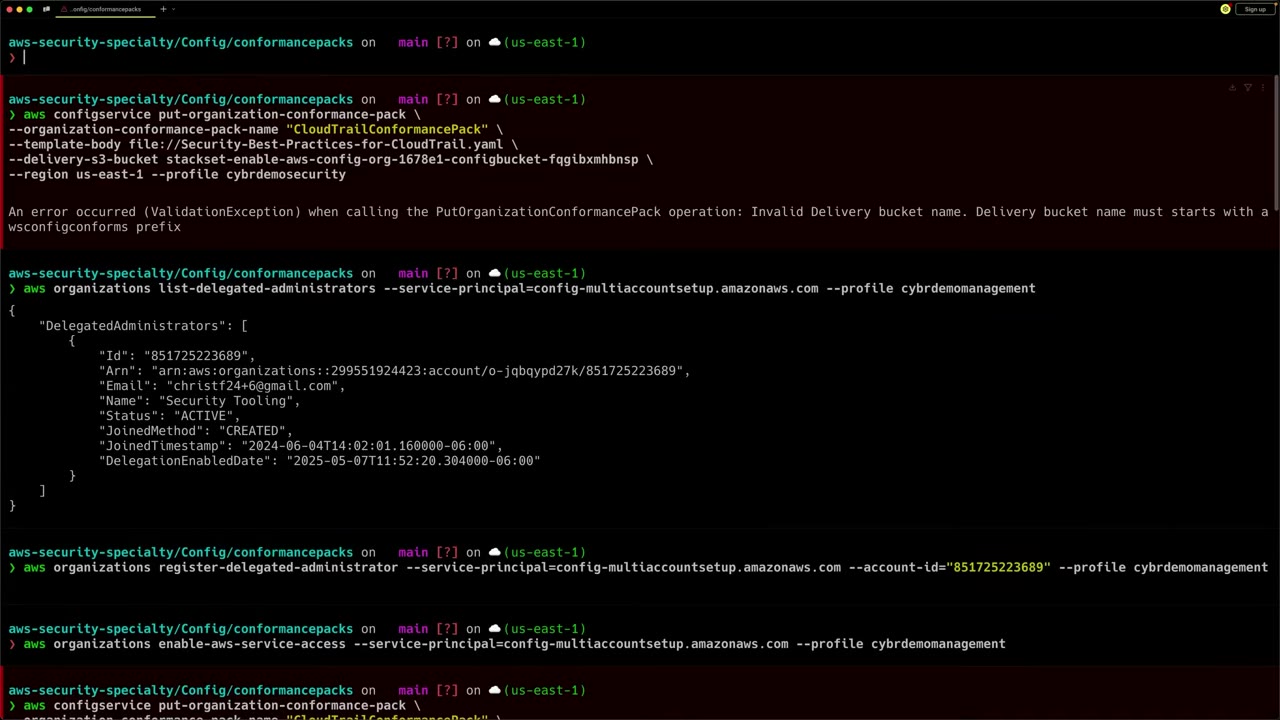 .onfig/conformancepacks
Sign up
aws-security-specialty/Config/conformancepacks on main [?] on ☁️ (us-east-1)
❯
aws-security-specialty/Config/conformancepacks on main [?] on ☁️ (us-east-1)
❯ aws configservice put-organization-conformance-pack \
--organization-conformance-pack-name "CloudTrailConformancePack" \
--template-body file://Security-Best-Practices-for-CloudTrail.yaml \
--delivery-s3-bucket stackset-enable-aws-config-org-1678e1-configbucket-fqgibxmhbnsp \
--region us-east-1 --profile cybrdemosecurity
An error occurred (ValidationException) when calling the PutOrganizationConformancePack operation: Invalid Delivery bucket name. Delivery bucket name must starts with a
wsconfigconforms prefix
aws-security-specialty/Config/conformancepacks on main [?] on ☁️ (us-east-1)
❯ aws organizations list-delegated-administrators --service-principal=config-multiaccountsetup.amazonaws.com --profile cybrdemomanagement
{
    "DelegatedAdministrators": [
        {
            "Id": "851725223689",
            "Arn": "arn:aws:organizations::299551924423:account/o-jqbqypd27k/851725223689",
            "Email": "christf24+6@gmail.com",
            "Name": "Security Tooling",
            "Status": "ACTIVE",
            "JoinedMethod": "CREATED",
            "JoinedTimestamp": "2024-06-04T14:02:01.160000-06:00",
            "DelegationEnabledDate": "2025-05-07T11:52:20.304000-06:00"
        }
    ]
}
aws-security-specialty/Config/conformancepacks on main [?] on ☁️ (us-east-1)
❯ aws organizations register-delegated-administrator --service-principal=config-multiaccountsetup.amazonaws.com --account-id="851725223689" --profile cybrdemomanagement
aws-security-specialty/Config/conformancepacks on main [?] on ☁️ (us-east-1)
❯ aws organizations enable-aws-service-access --service-principal=config-multiaccountsetup.amazonaws.com --profile cybrdemomanagement
aws-security-specialty/Config/conformancepacks on main [?] on ☁️ (us-east-1)
❯ aws configservice put-organization-conformance-pack \
--organization-conformance-pack-name "CloudTrailConformancePack" \